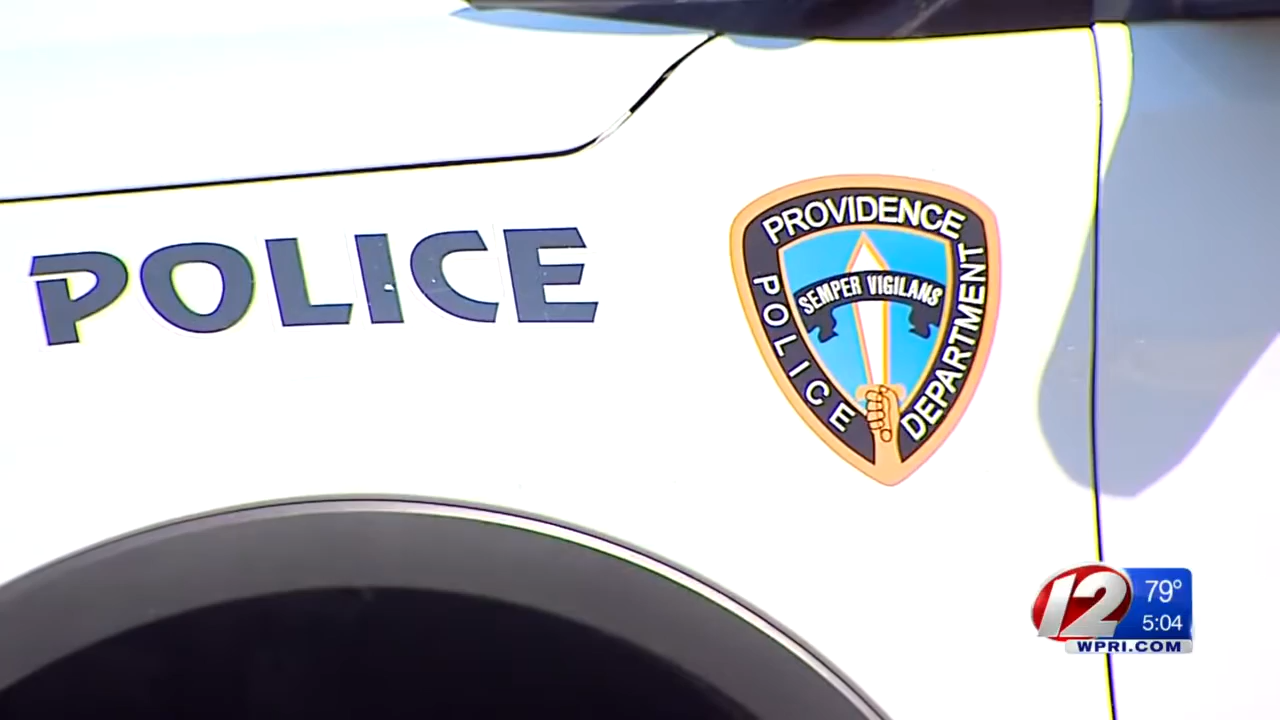 POLICE
PROVIDENCE
POLICE
DEPARTMENT
SEMPER VIGILANS
12
79°
5:04
WPRI.COM